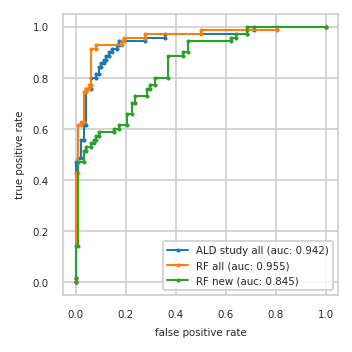 1.0
0.8
0.6
0.4
0.2
0.0
true positive rate
ALD study all (auc: 0.942)
RF all (auc: 0.955)
RF new (auc: 0.845)
0.0 0.2 0.4 0.6 0.8 1.0
false positive rate